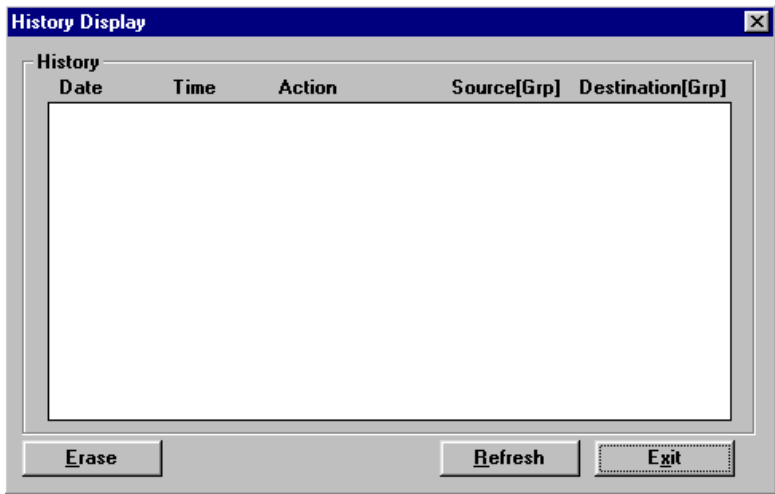 History Display
History
Date Time Action Source[Grp] Destination[Grp]
Erase Refresh Exit